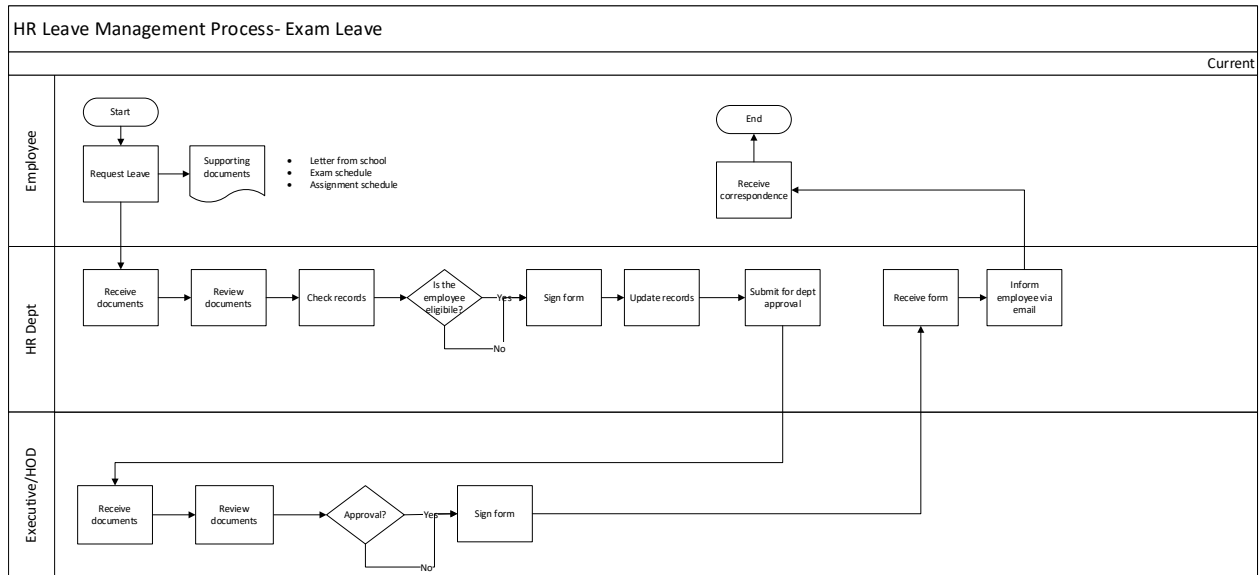 HR Leave Management Process- Exam Leave
Current
Employee
Start
Request Leave
Supporting
documents
• Letter from school
• Exam schedule
• Assignment schedule
End
Receive
correspondence
HR Dept
Receive
documents
Review
documents
Check records
Is the
employee
eligibile?
Yes
No
Sign form
Update records
Submit for dept
approval
Receive form
Inform
employee via
email
Executive/HOD
Receive
documents
Review
documents
Approval?
Yes
No
Sign form